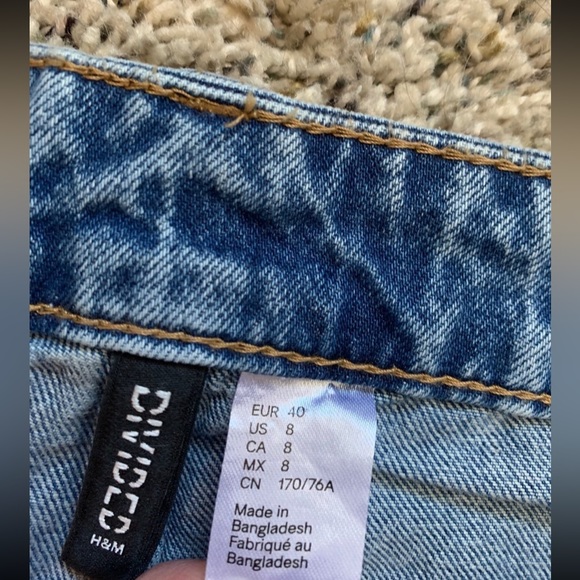 DIVIDED
H&M
EUR 40
US 8
CA 8
MX 8
CN 170/76A
Made in
Bangladesh
Fabriqué au
Bangladesh